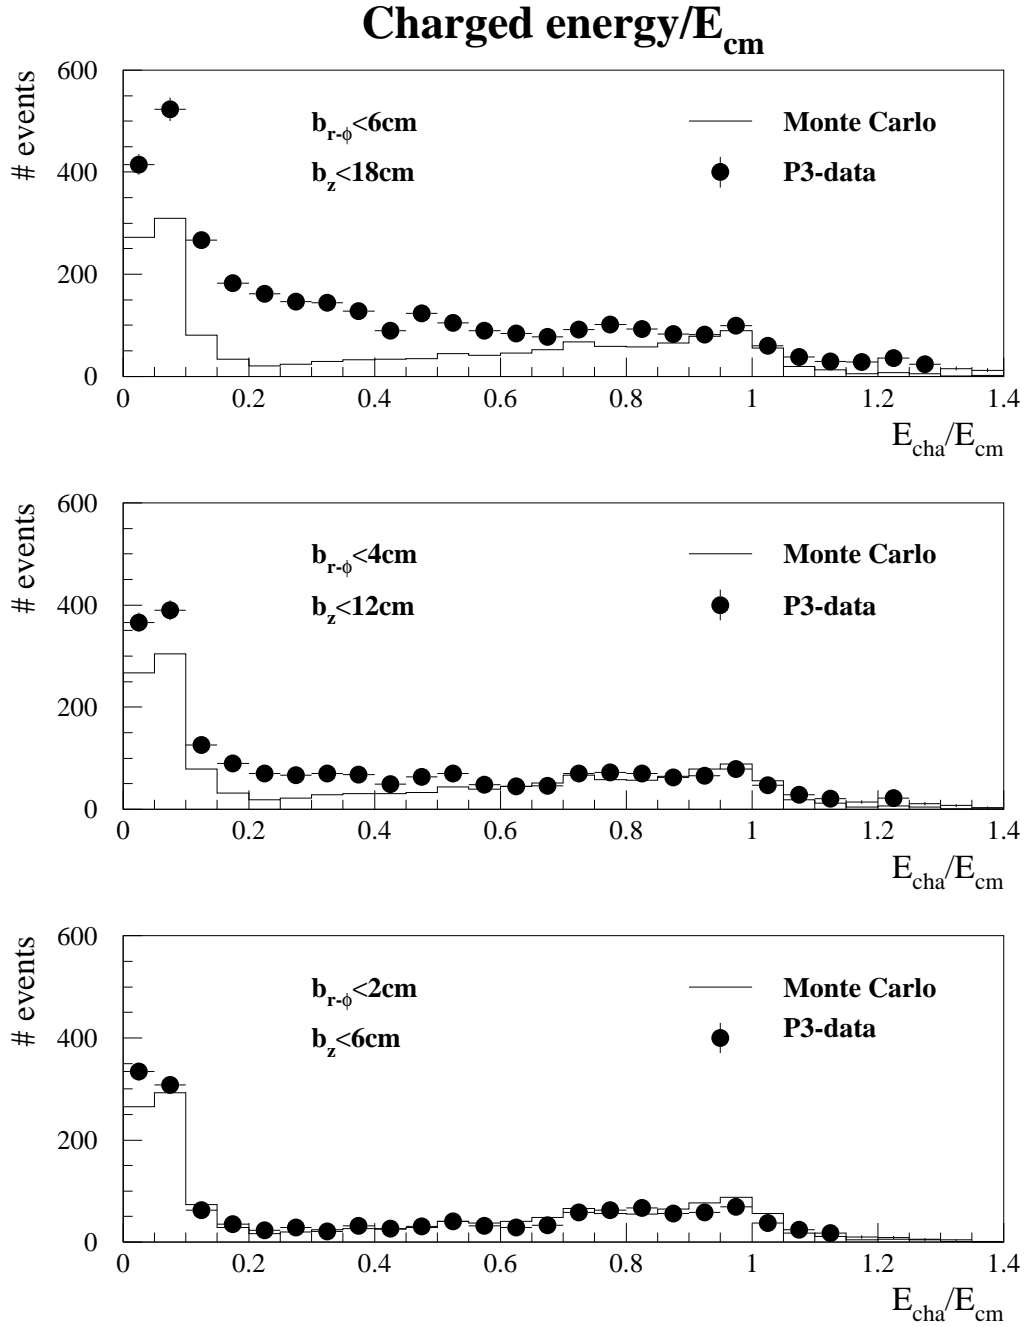 Charged energy/E_cm
600
400
200
0
# events
b_r-ϕ<6cm
b_z<18cm
Monte Carlo
P3-data
0 0.2 0.4 0.6 0.8 1 1.2 1.4
E_cha/E_cm
600
400
200
0
# events
b_r-ϕ<4cm
b_z<12cm
Monte Carlo
P3-data
0 0.2 0.4 0.6 0.8 1 1.2 1.4
E_cha/E_cm
600
400
200
0
# events
b_r-ϕ<2cm
b_z<6cm
Monte Carlo
P3-data
0 0.2 0.4 0.6 0.8 1 1.2 1.4
E_cha/E_cm